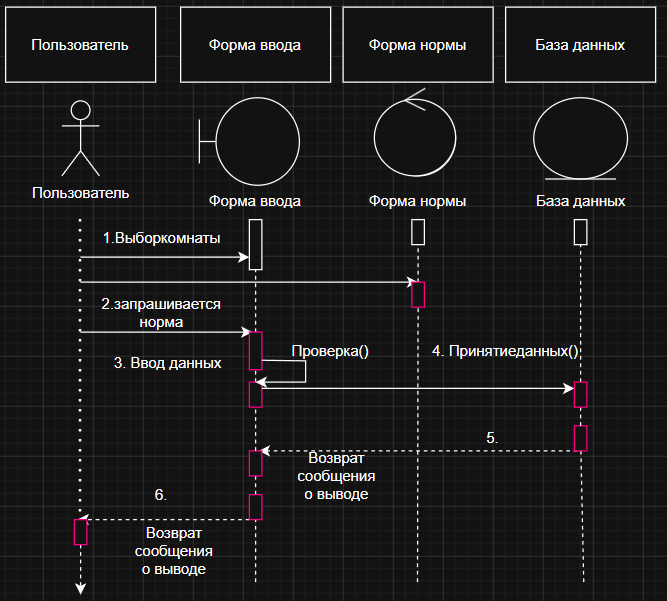 Пользователь
Форма ввода
Форма нормы
База данных
Пользователь
Форма ввода
Форма нормы
База данных
1.Выборкомнаты
2.запрашивается
норма
3. Ввод данных
Проверка()
4. Принятиеданных()
5.
Возврат
сообщения
о выводе
6.
Возврат
сообщения
о выводе